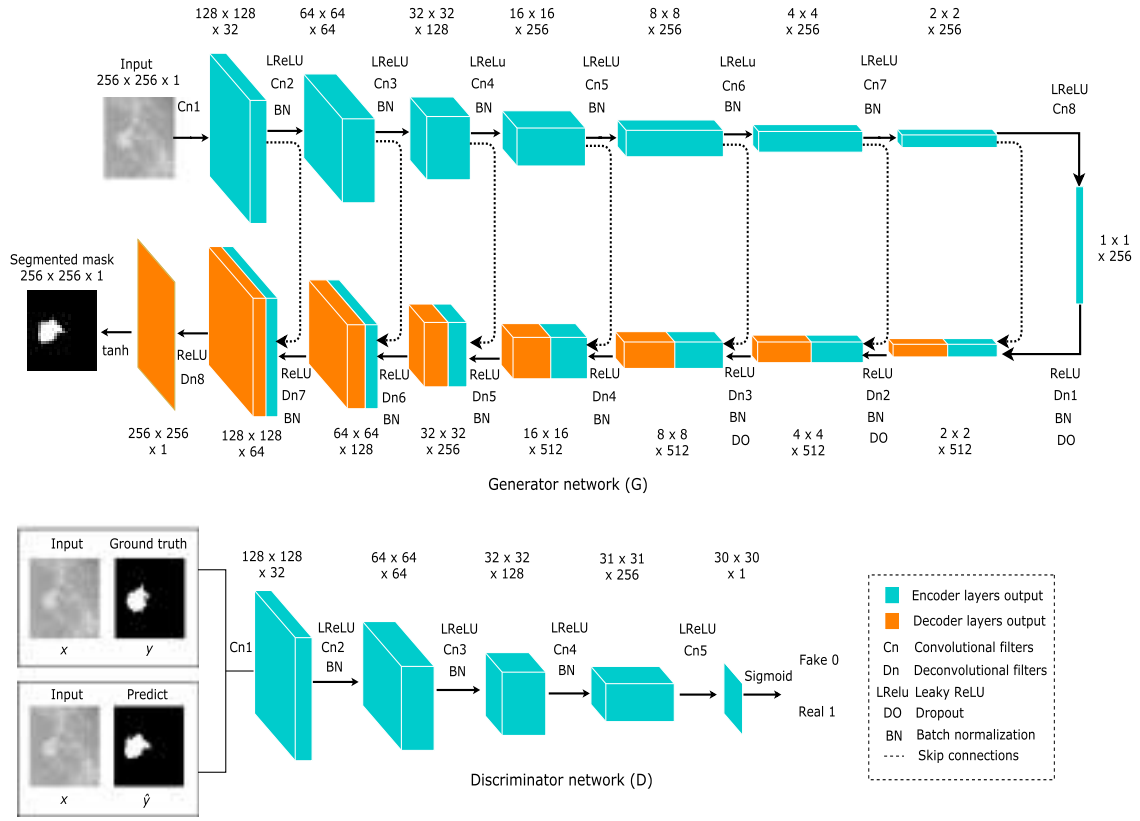 128 x 128
x 32
64 x 64
x 64
32 x 32
x 128
16 x 16
x 256
8 x 8
x 256
4 x 4
x 256
2 x 2
x 256
Input
256 x 256 x 1
Cn1
LReLU
Cn2
BN
LReLU
Cn3
BN
LReLu
Cn4
BN
LReLU
Cn5
BN
LReLu
Cn6
BN
LReLU
Cn7
BN
LReLU
Cn8
1 x 1
x 256
Segmented mask
256 x 256 x 1
tanh
ReLU
Dn8
ReLU
Dn7
BN
ReLU
Dn6
BN
ReLU
Dn5
BN
ReLU
Dn4
BN
ReLU
Dn3
BN
DO
ReLU
Dn2
BN
DO
ReLU
Dn1
BN
DO
256 x 256
x 1
128 x 128
x 64
64 x 64
x 128
32 x 32
x 256
16 x 16
x 512
8 x 8
x 512
4 x 4
x 512
2 x 2
x 512
Generator network (G)
Input
Ground truth
x
y
Input
Predict
x
ŷ
Cn1
128 x 128
x 32
64 x 64
x 64
32 x 32
x 128
31 x 31
x 256
30 x 30
x 1
LReLU
Cn2
BN
LReLU
Cn3
BN
LReLU
Cn4
BN
LReLU
Cn5
Sigmoid
Fake 0
Real 1
Discriminator network (D)
Encoder layers output
Decoder layers output
Cn Convolutional filters
Dn Deconvolutional filters
LRelu Leaky ReLU
DO Dropout
BN Batch normalization
Skip connections